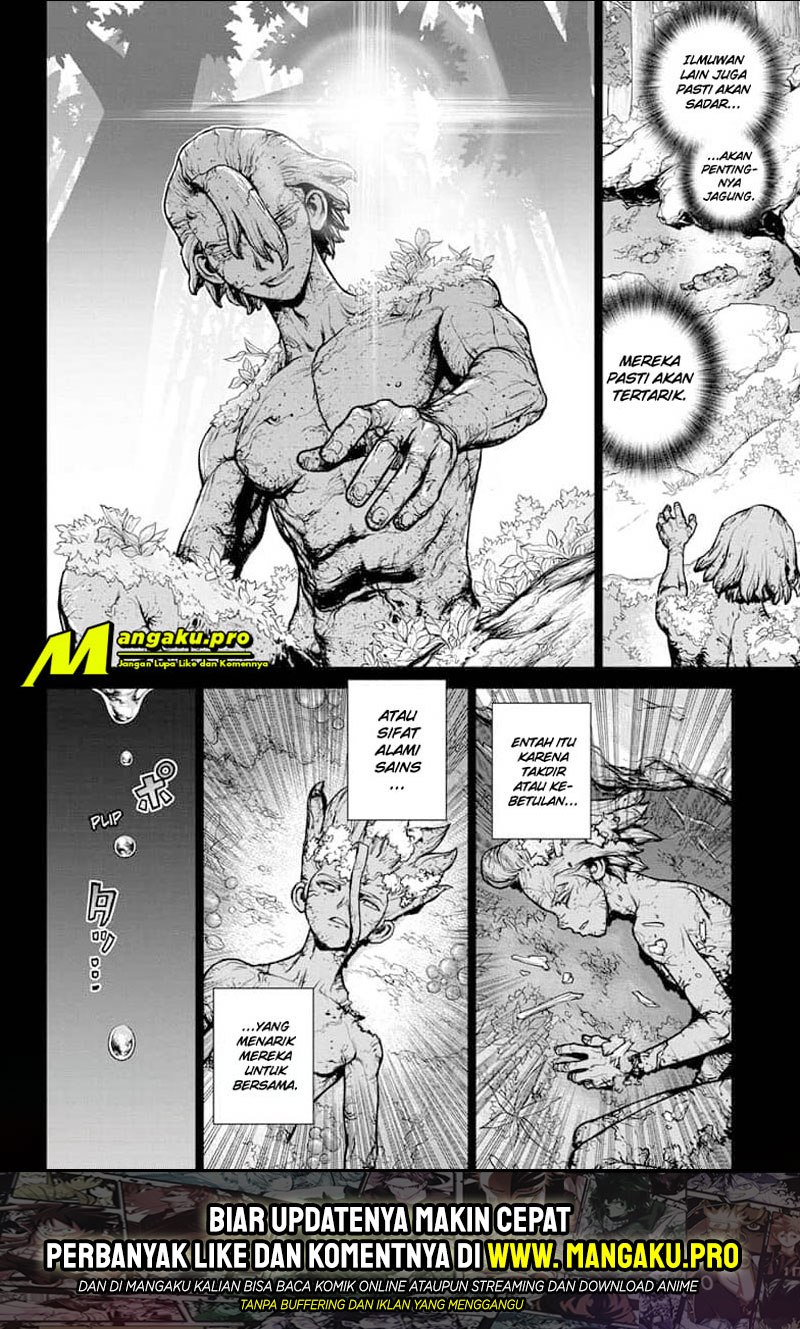 ILMUWAN
LAIN JUGA
PASTI AKAN
SADAR...
...AKAN
PENTING-
NYA
JAGUNG.
MEREKA
PASTI AKAN
TERTARIK.
Mangaku.pro
Jangan Lupa Like dan Komennya
ENTAH ITU
KARENA
TAKDIR
ATAU KE-
BETULAN...
ATAU
SIFAT
ALAMI
SAINS
...
...YANG
MENARIK
MEREKA
UNTUK
BERSAMA.
ポ
PLIP
タッ...
BIAR UPDATENYA MAKIN CEPAT
PERBANYAK LIKE DAN KOMENTNYA DI WWW. MANGAKU.PRO
DAN DI MANGAKU KALIAN BISA BACA KOMIK ONLINE ATAUPUN STREAMING DAN DOWNLOAD ANIME
TANPA BUFFERING DAN IKLAN YANG MENGGANGU